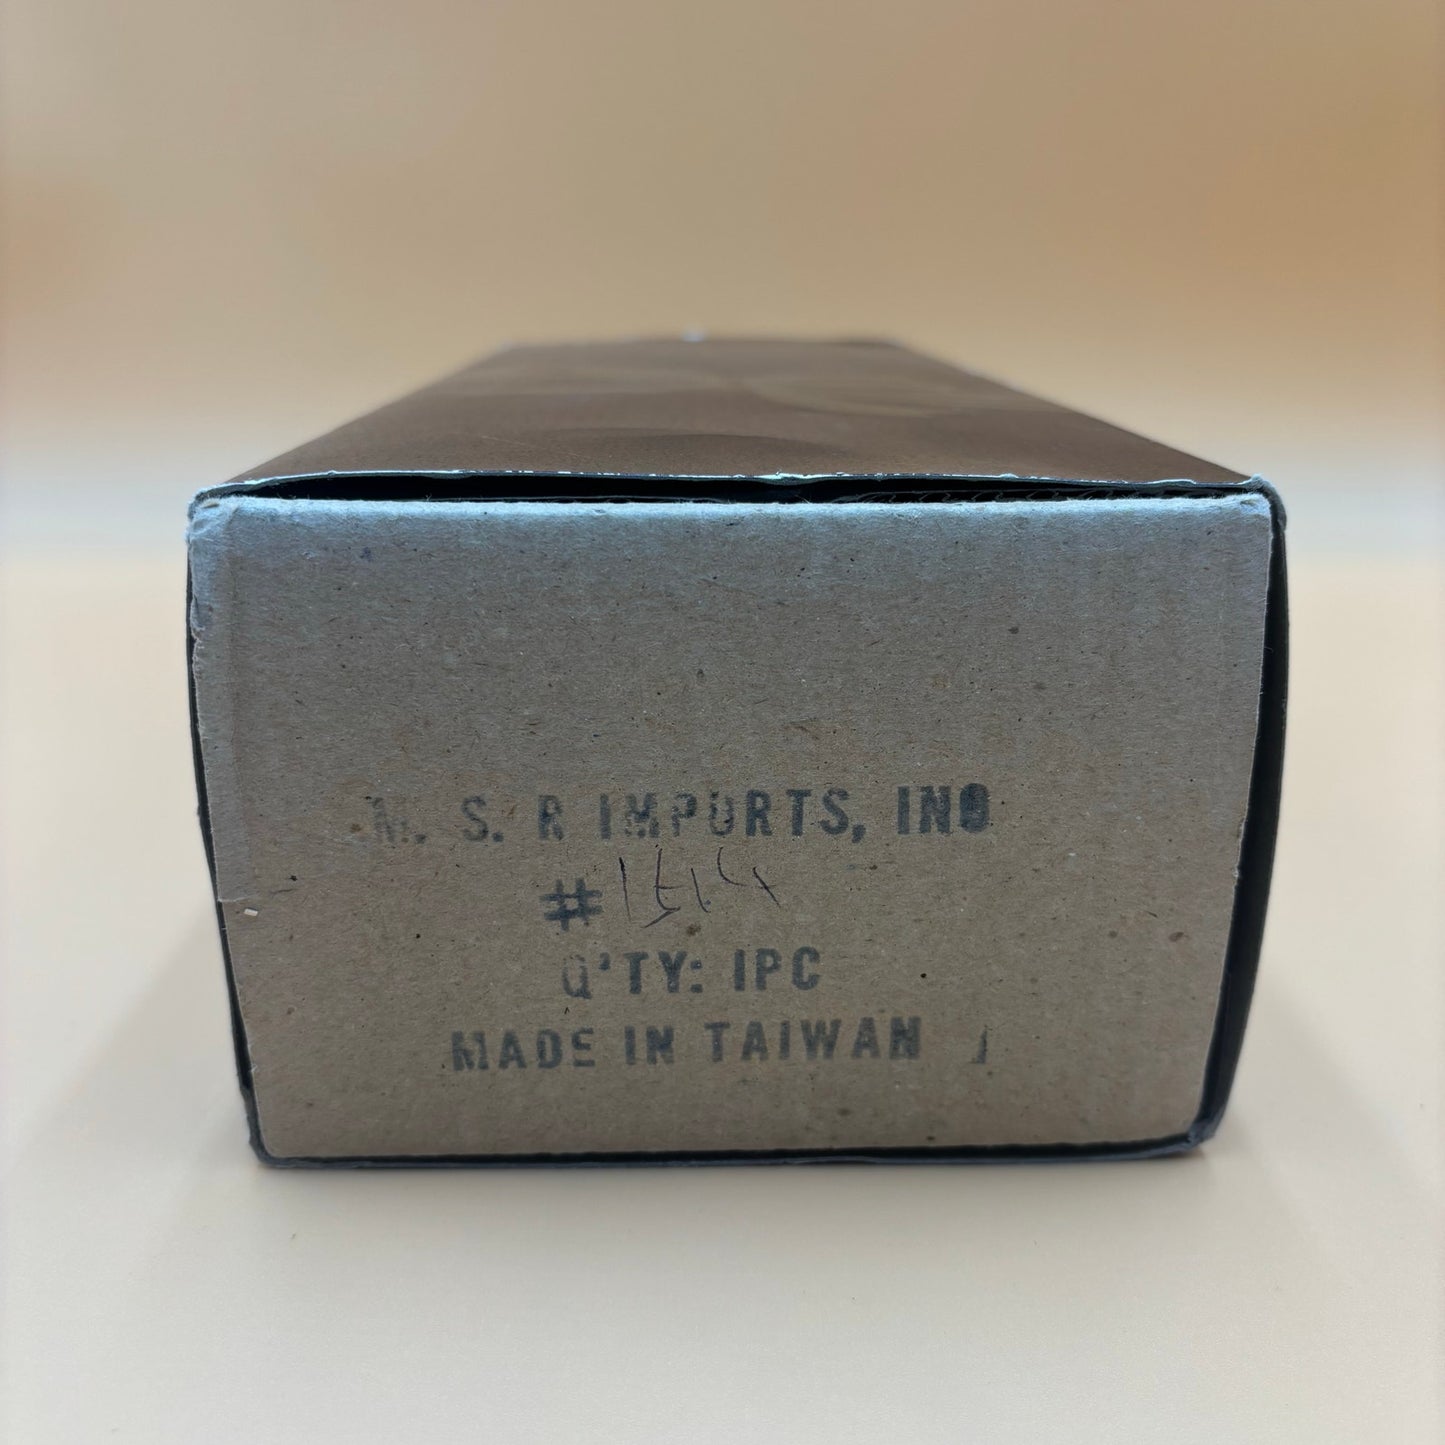 M. S. R IMPORTS, INC
#
Q'TY: 1PC
MADE IN TAIWAN